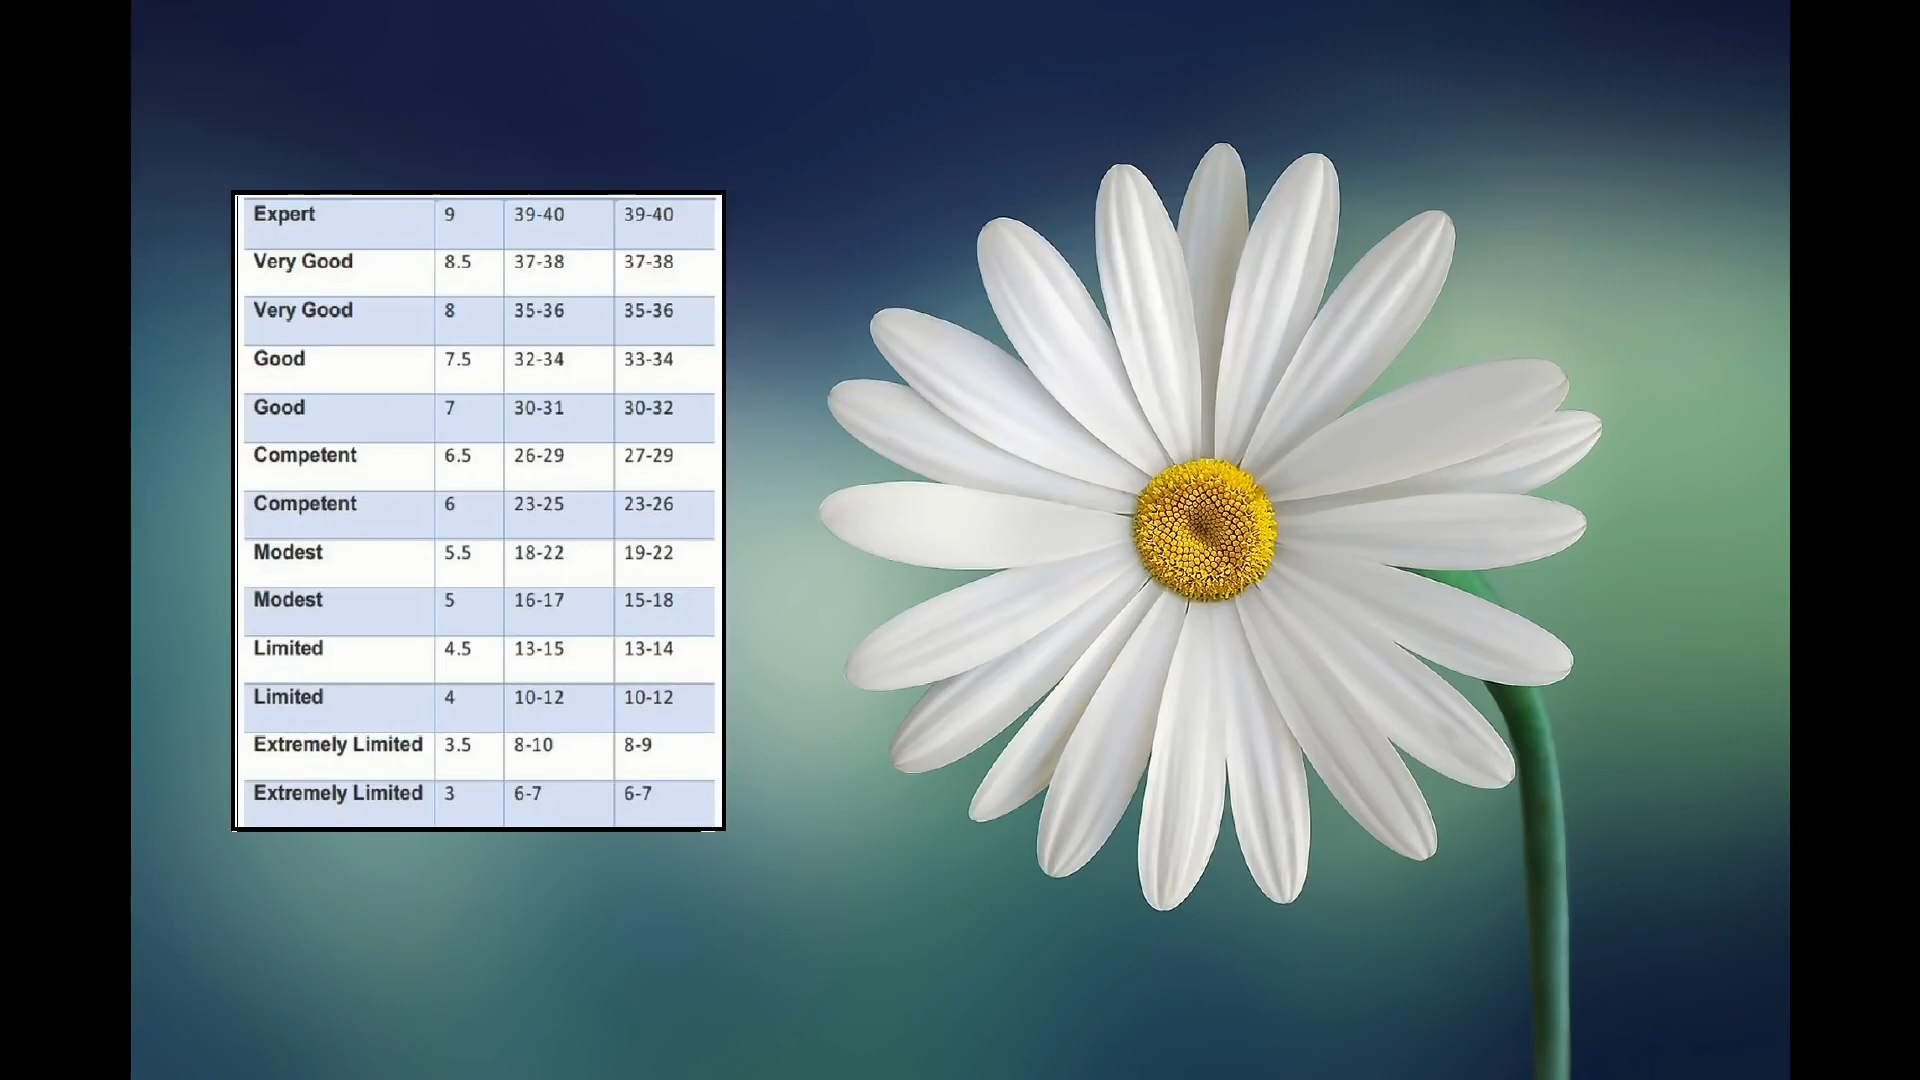 Expert 9 39-40 39-40
Very Good 8.5 37-38 37-38
Very Good 8 35-36 35-36
Good 7.5 32-34 33-34
Good 7 30-31 30-32
Competent 6.5 26-29 27-29
Competent 6 23-25 23-26
Modest 5.5 18-22 19-22
Modest 5 16-17 15-18
Limited 4.5 13-15 13-14
Limited 4 10-12 10-12
Extremely Limited 3.5 8-10 8-9
Extremely Limited 3 6-7 6-7